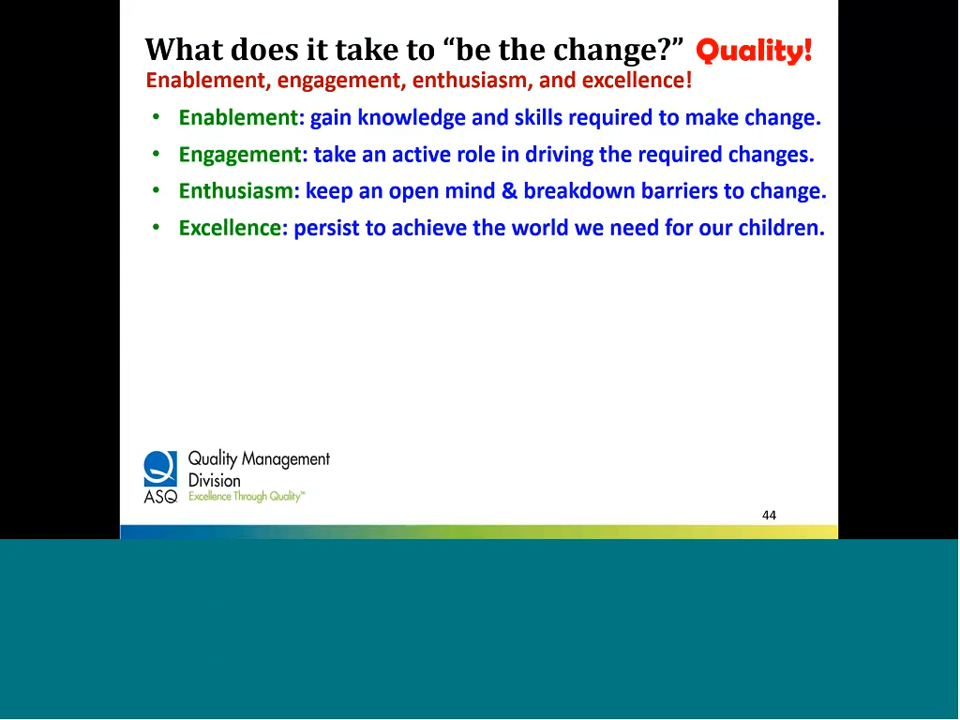 What does it take to “be the change?” Quality!
Enablement, engagement, enthusiasm, and excellence!
• Enablement: gain knowledge and skills required to make change.
• Engagement: take an active role in driving the required changes.
• Enthusiasm: keep an open mind & breakdown barriers to change.
• Excellence: persist to achieve the world we need for our children.
Quality Management
Division
ASQ Excellence Through Quality™
44